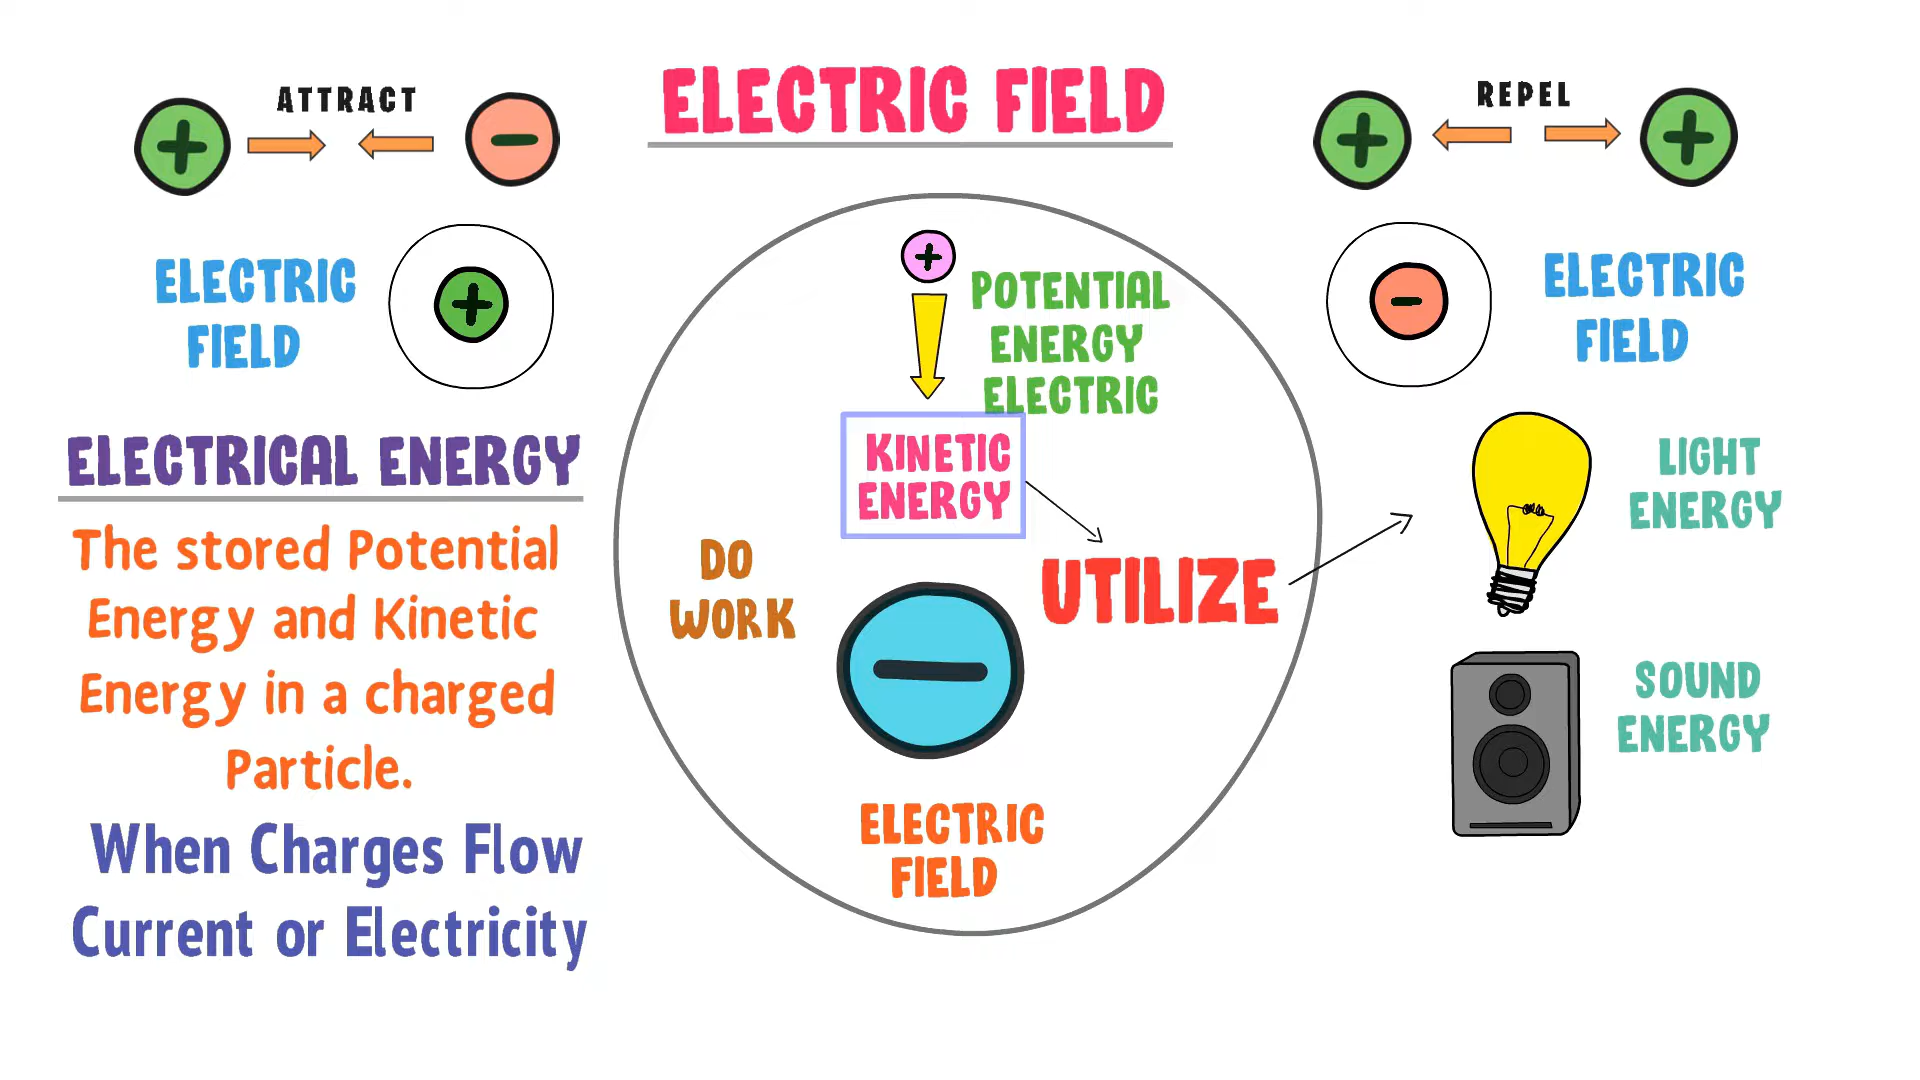 ELECTRIC FIELD
ATTRACT
+
-
REPEL
+
+
ELECTRIC
FIELD
+
-
ELECTRIC
FIELD
ELECTRICAL ENERGY
The stored Potential
Energy and Kinetic
Energy in a charged
Particle.
When Charges Flow
Current or Electricity
+
POTENTIAL
ENERGY
ELECTRIC
KINETIC
ENERGY
DO
WORK
UTILIZE
-
ELECTRIC
FIELD
LIGHT
ENERGY
SOUND
ENERGY